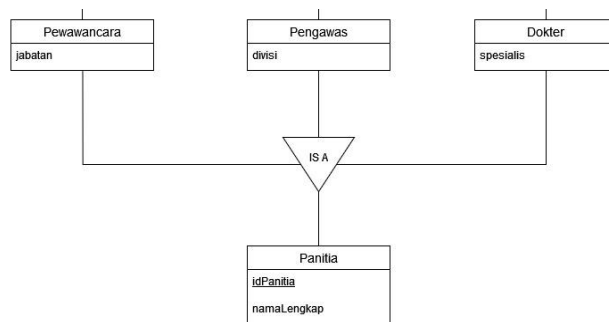 Pewawancara
jabatan
Pengawas
divisi
Dokter
spesialis
IS A
Panitia
idPanitia
namaLengkap